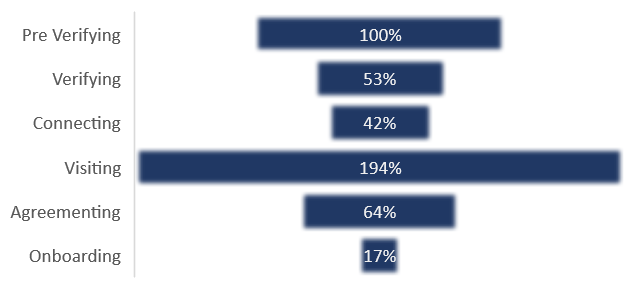 Pre Verifying 100%
Verifying 53%
Connecting 42%
Visiting 194%
Agreementing 64%
Onboarding 17%